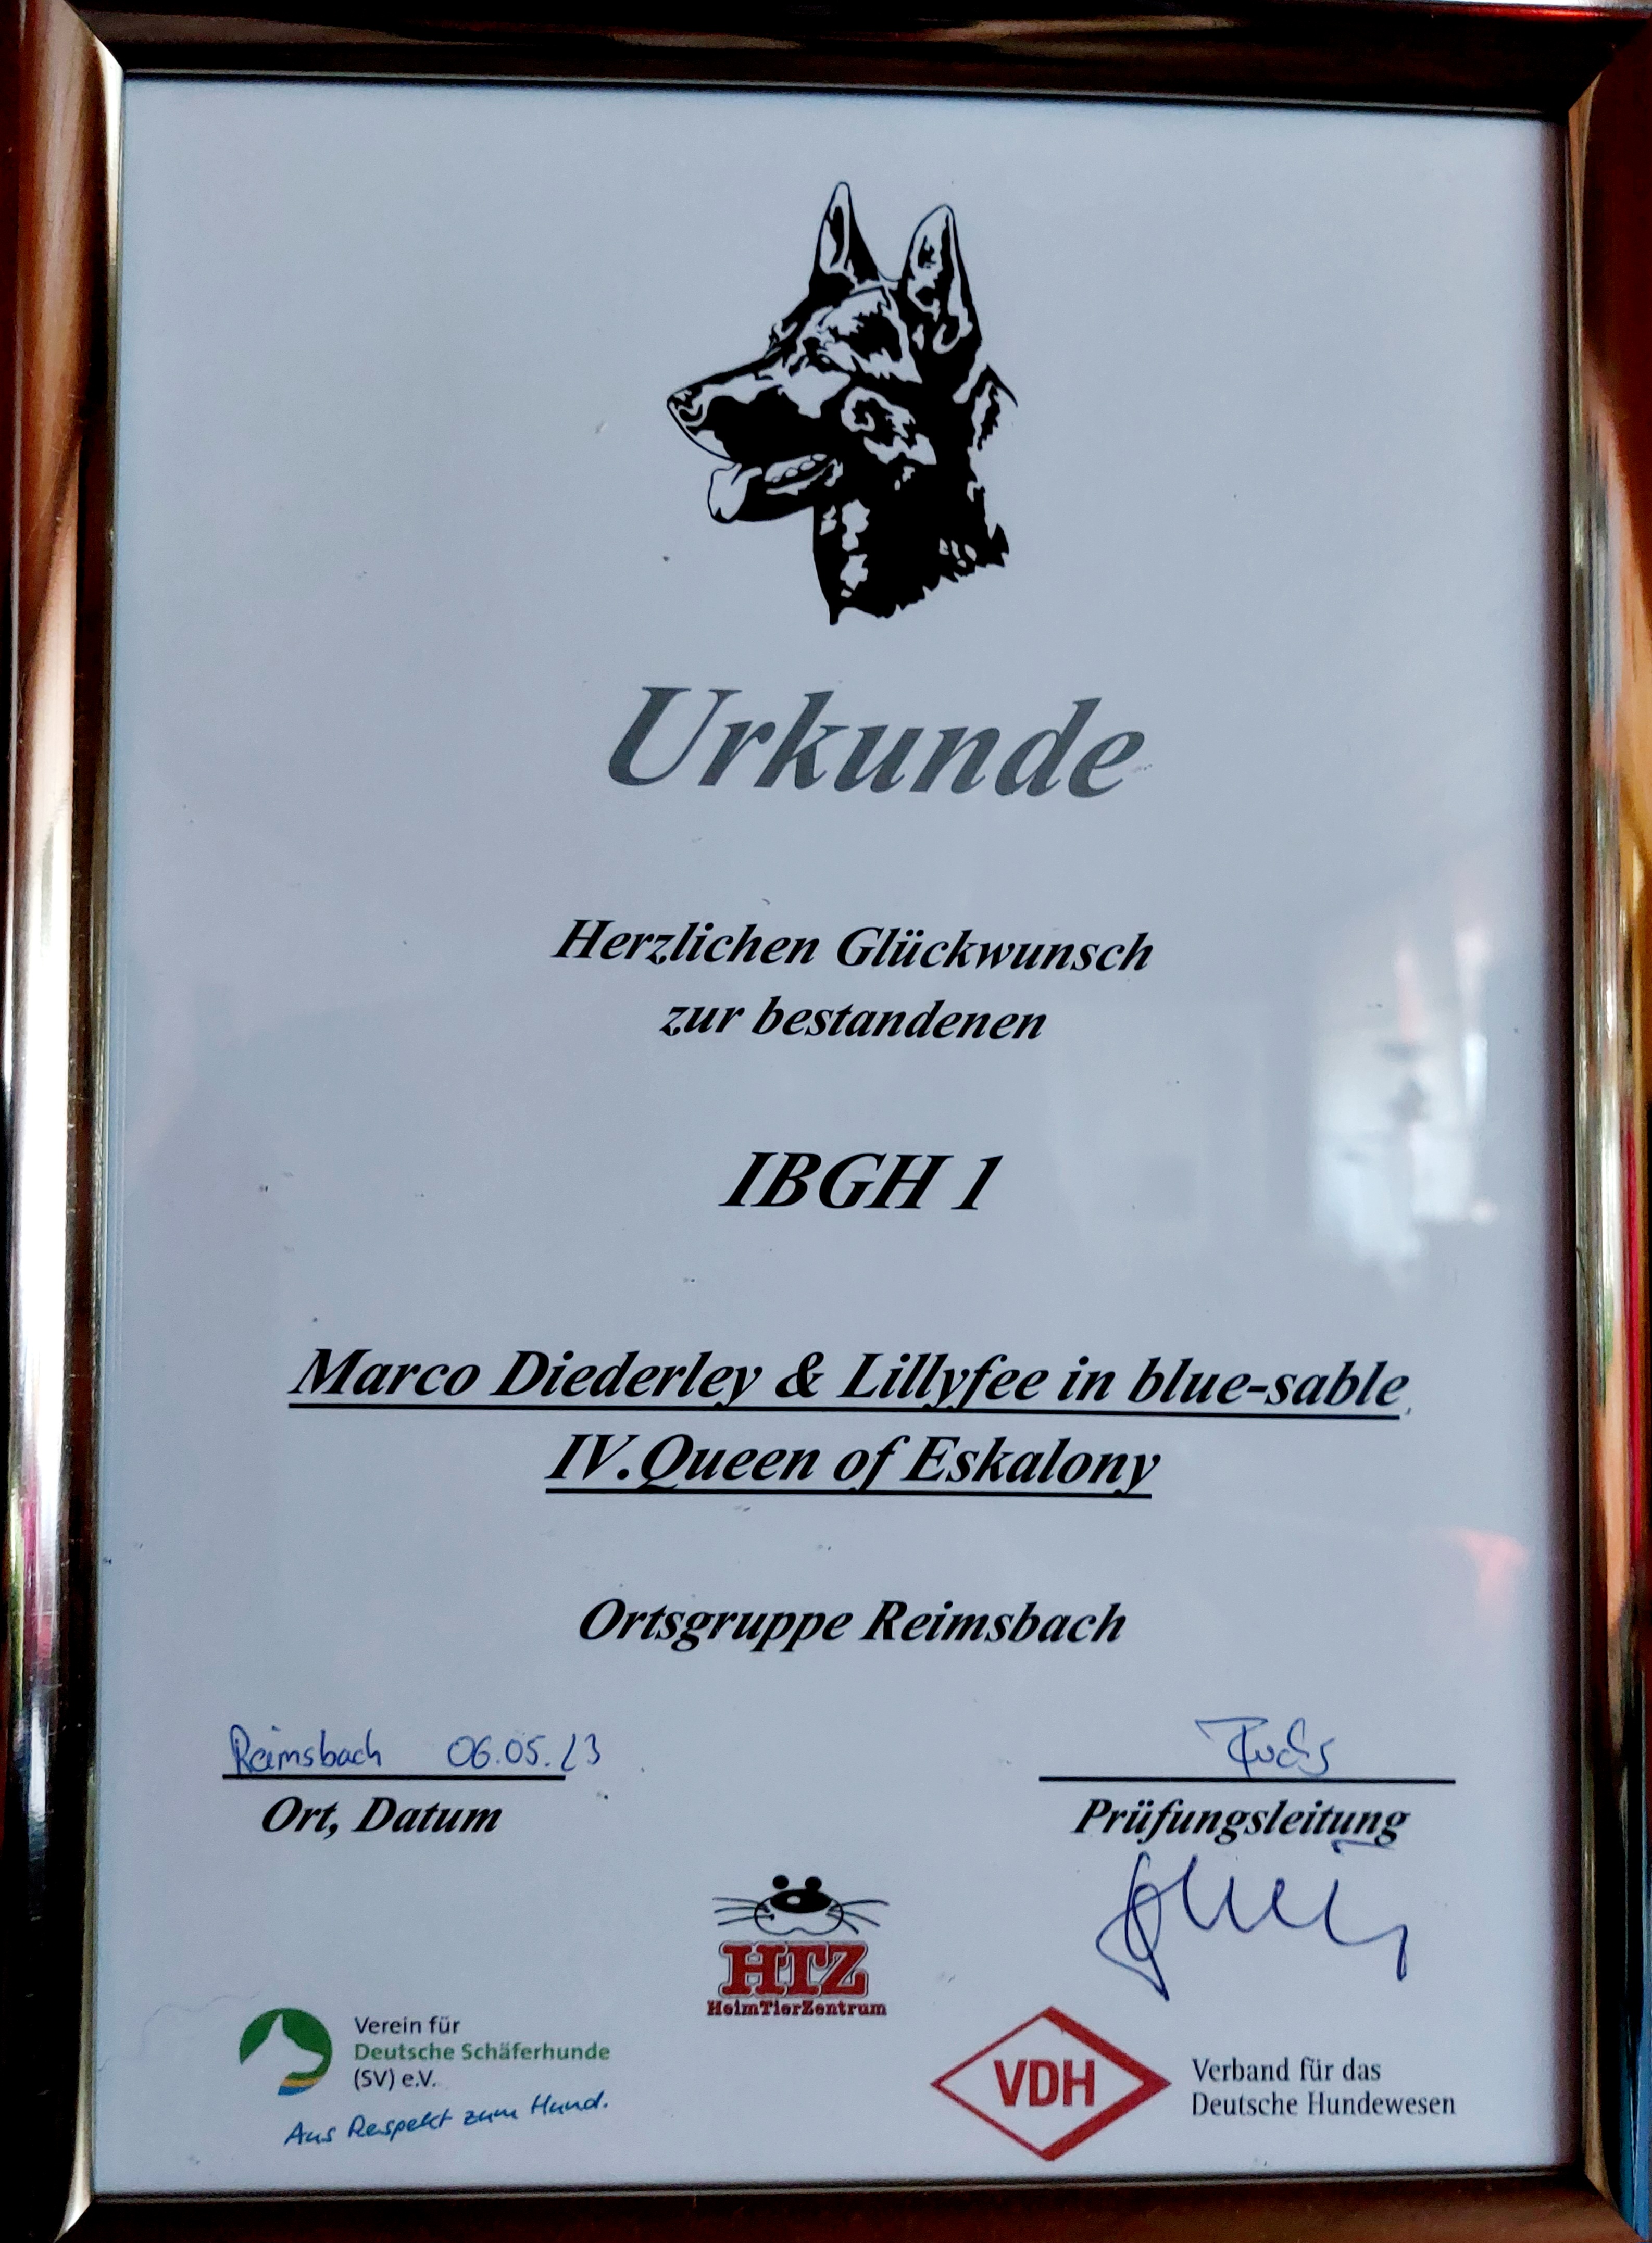 Urkunde
Herzlichen Glückwunsch
zur bestandenen
IBGH 1
Marco Diederley & Lillyfee in blue-sable
IV.Queen of Eskalony
Ortsgruppe Reimsbach
Reimsbach 06.05.23
Ort, Datum
Fuchs
Prüfungsleitung
HTZ
HeimTierZentrum
Verein für
Deutsche Schäferhunde
(SV) e.V.
Aus Respekt zum Hund.
VDH
Verband für das
Deutsche Hundewesen